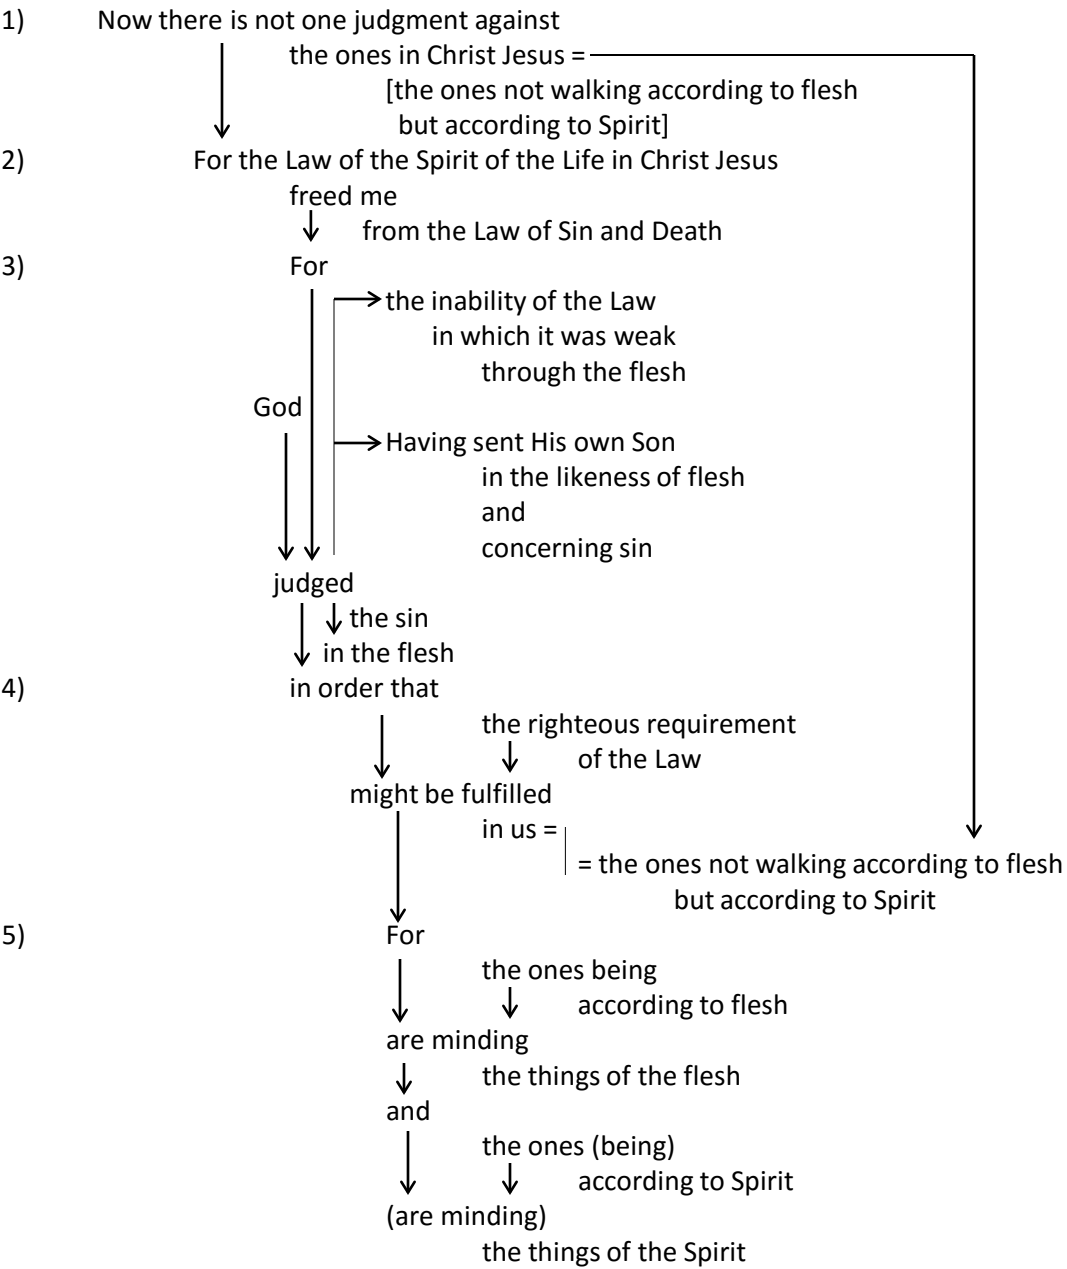 1) Now there is not one judgment against
the ones in Christ Jesus =
[the ones not walking according to flesh
but according to Spirit]
2) For the Law of the Spirit of the Life in Christ Jesus
freed me
from the Law of Sin and Death
3) For
the inability of the Law
in which it was weak
through the flesh
God
Having sent His own Son
in the likeness of flesh
and
concerning sin
judged
the sin
in the flesh
4) in order that
the righteous requirement
of the Law
might be fulfilled
in us =
= the ones not walking according to flesh
but according to Spirit
5) For
the ones being
according to flesh
are minding
the things of the flesh
and
the ones (being)
according to Spirit
(are minding)
the things of the Spirit